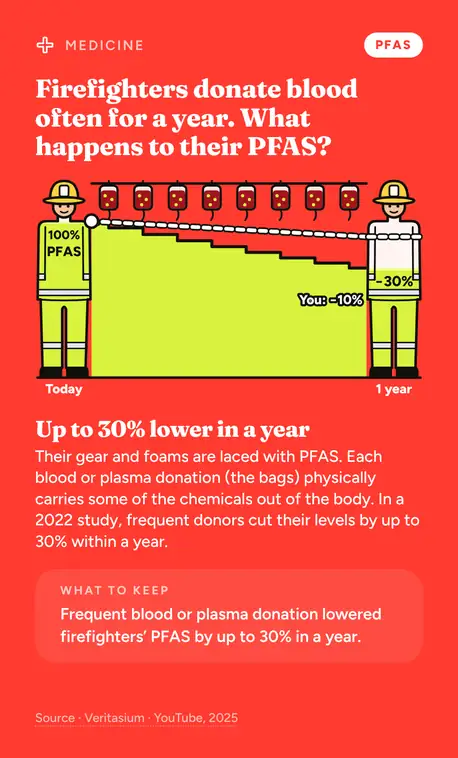 MEDICINE
PFAS
Firefighters donate blood
often for a year. What
happens to their PFAS?
100%
PFAS
-30%
You: -10%
Today
1 year
Up to 30% lower in a year
Their gear and foams are laced with PFAS. Each
blood or plasma donation (the bags) physically
carries some of the chemicals out of the body. In a
2022 study, frequent donors cut their levels by up to
30% within a year.
WHAT TO KEEP
Frequent blood or plasma donation lowered
firefighters’ PFAS by up to 30% in a year.
Source · Veritasium · YouTube, 2025